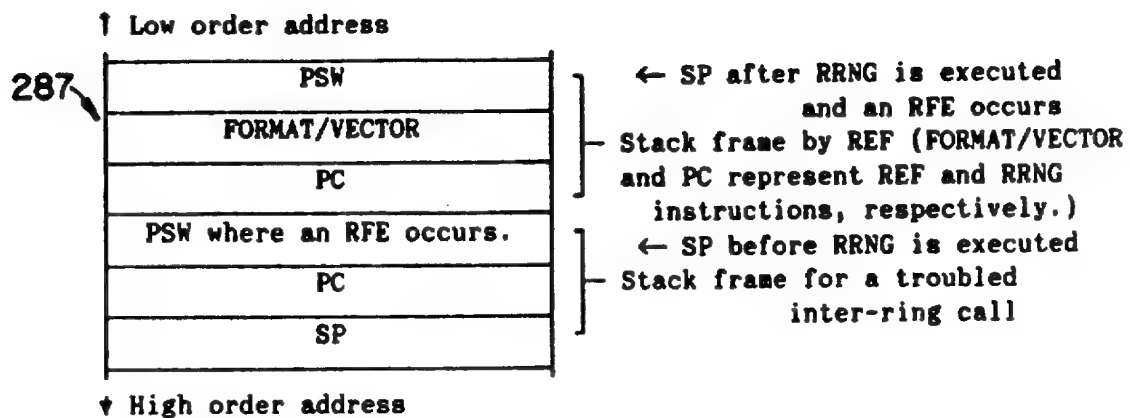 ↑ Low order address
287
PSW
← SP after RRNG is executed
and an RFE occurs
FORMAT/VECTOR
Stack frame by REF (FORMAT/VECTOR
PC
and PC represent REF and RRNG
instructions, respectively.)
PSW where an RFE occurs.
← SP before RRNG is executed
PC
Stack frame for a troubled
inter-ring call
SP
↓ High order address